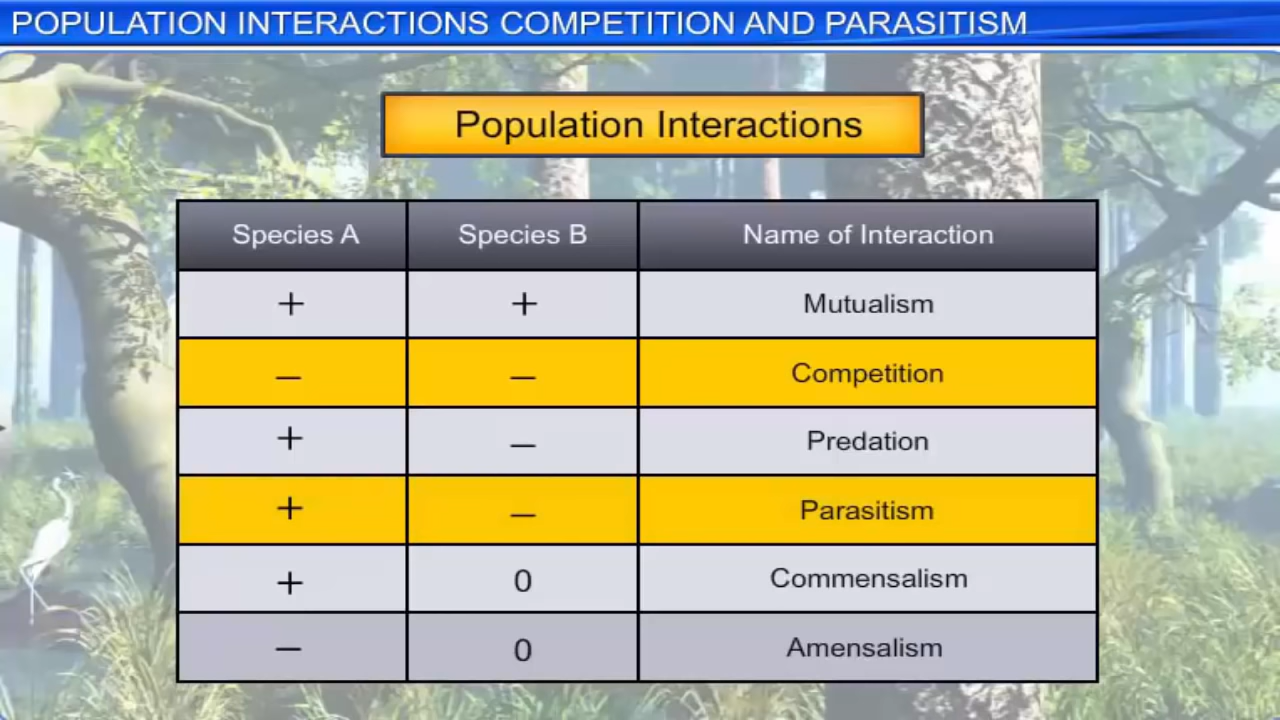 POPULATION INTERACTIONS COMPETITION AND PARASITISM
Population Interactions
Species A Species B Name of Interaction
+ + Mutualism
– – Competition
+ – Predation
+ – Parasitism
+ 0 Commensalism
– 0 Amensalism